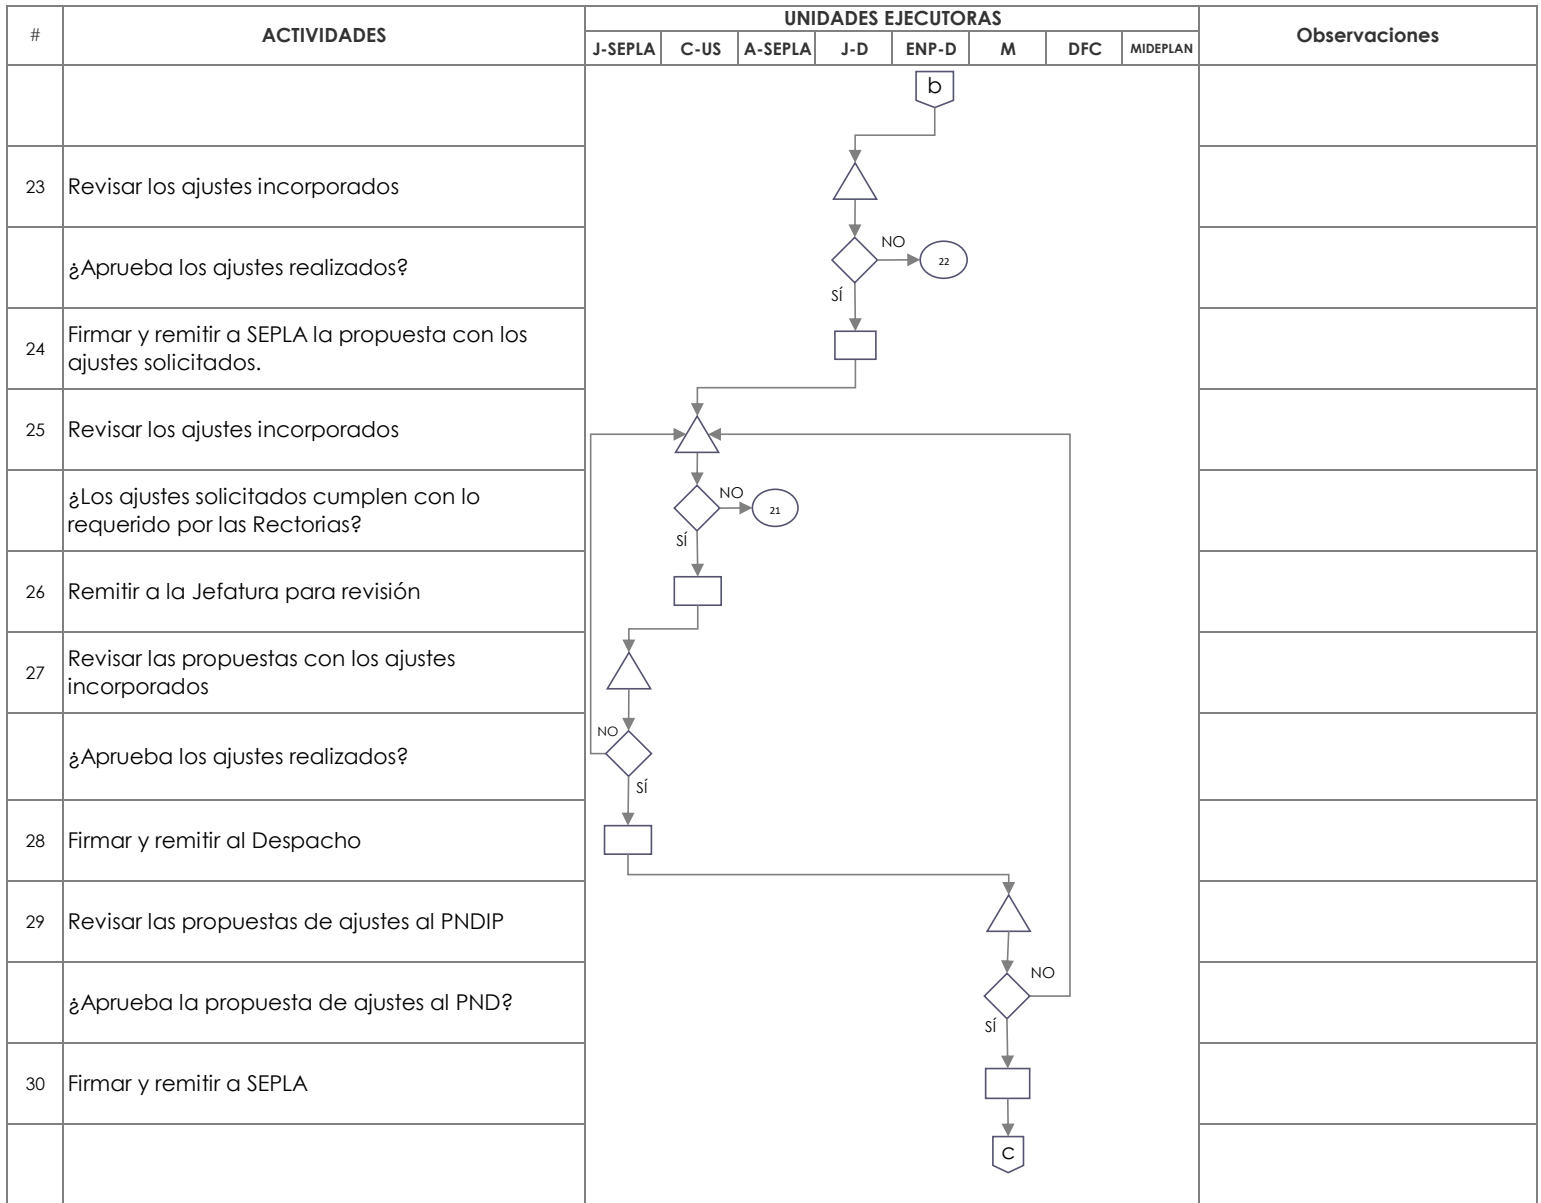 # ACTIVIDADES UNIDADES EJECUTORAS Observaciones
J-SEPLA C-US A-SEPLA J-D ENP-D M DFC MIDEPLAN
b
23 Revisar los ajustes incorporados
¿Aprueba los ajustes realizados?
NO
22
SÍ
24 Firmar y remitir a SEPLA la propuesta con los
ajustes solicitados.
25 Revisar los ajustes incorporados
¿Los ajustes solicitados cumplen con lo
requerido por las Rectorias?
NO
21
SÍ
26 Remitir a la Jefatura para revisión
27 Revisar las propuestas con los ajustes
incorporados
¿Aprueba los ajustes realizados?
NO
SÍ
28 Firmar y remitir al Despacho
29 Revisar las propuestas de ajustes al PNDIP
¿Aprueba la propuesta de ajustes al PND?
NO
SÍ
30 Firmar y remitir a SEPLA
C